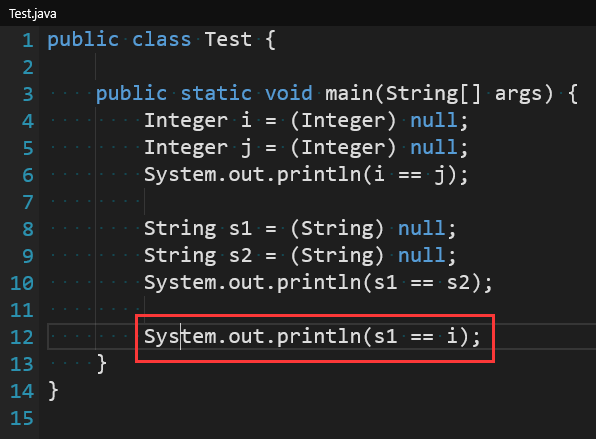 Test.java
1 public class Test {
2
3     public static void main(String[] args) {
4         Integer i = (Integer) null;
5         Integer j = (Integer) null;
6         System.out.println(i == j);
7
8         String s1 = (String) null;
9         String s2 = (String) null;
10         System.out.println(s1 == s2);
11
12         System.out.println(s1 == i);
13     }
14 }
15